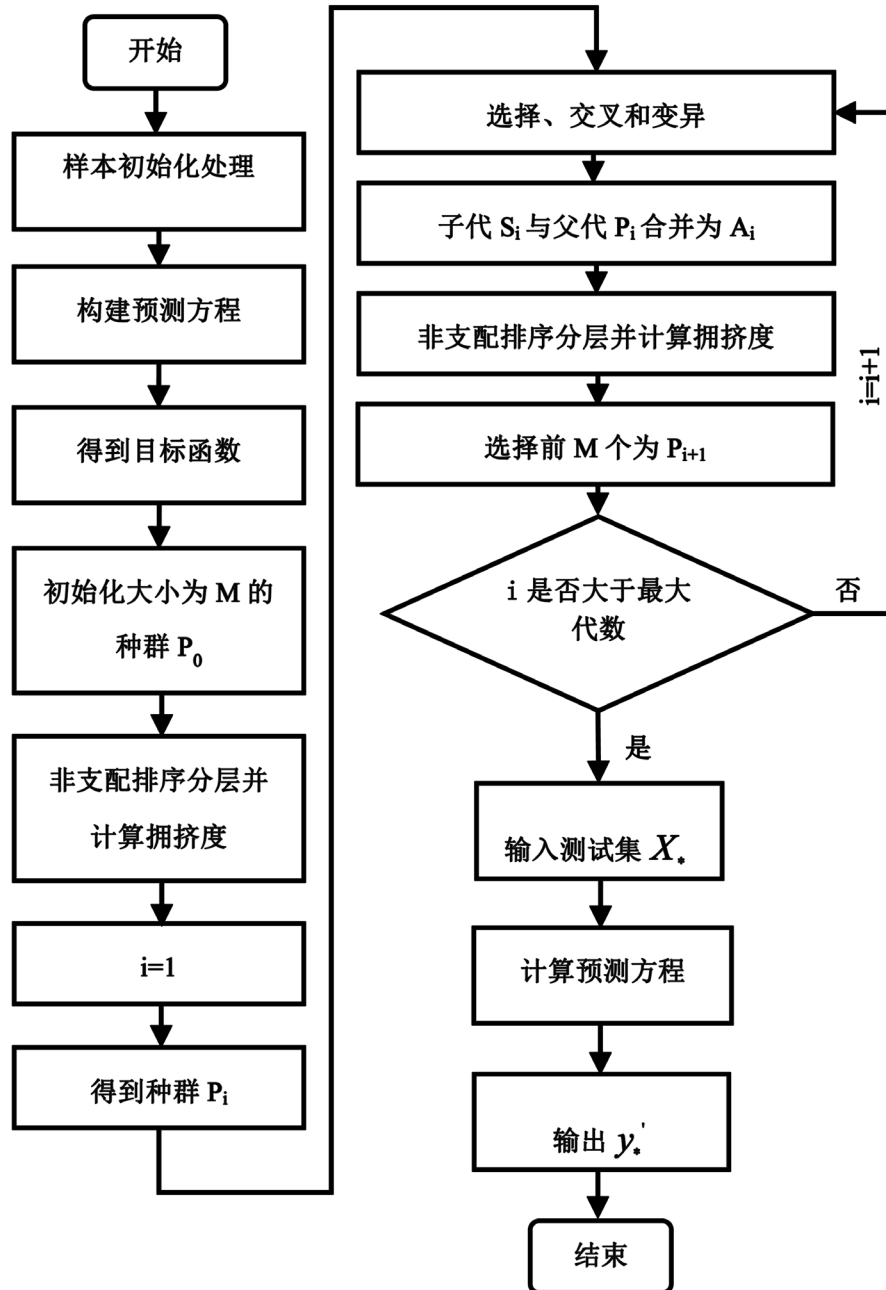 开始
样本初始化处理
构建预测方程
得到目标函数
初始化大小为 M 的
种群 P₀
非支配排序分层并
计算拥挤度
i=1
得到种群 Pᵢ
选择、交叉和变异
子代 Sᵢ 与父代 Pᵢ 合并为 Aᵢ
非支配排序分层并计算拥挤度
选择前 M 个为 Pᵢ₊₁
i=i+1
i 是否大于最大
代数
否
是
输入测试集 X*
计算预测方程
输出 y*'
结束